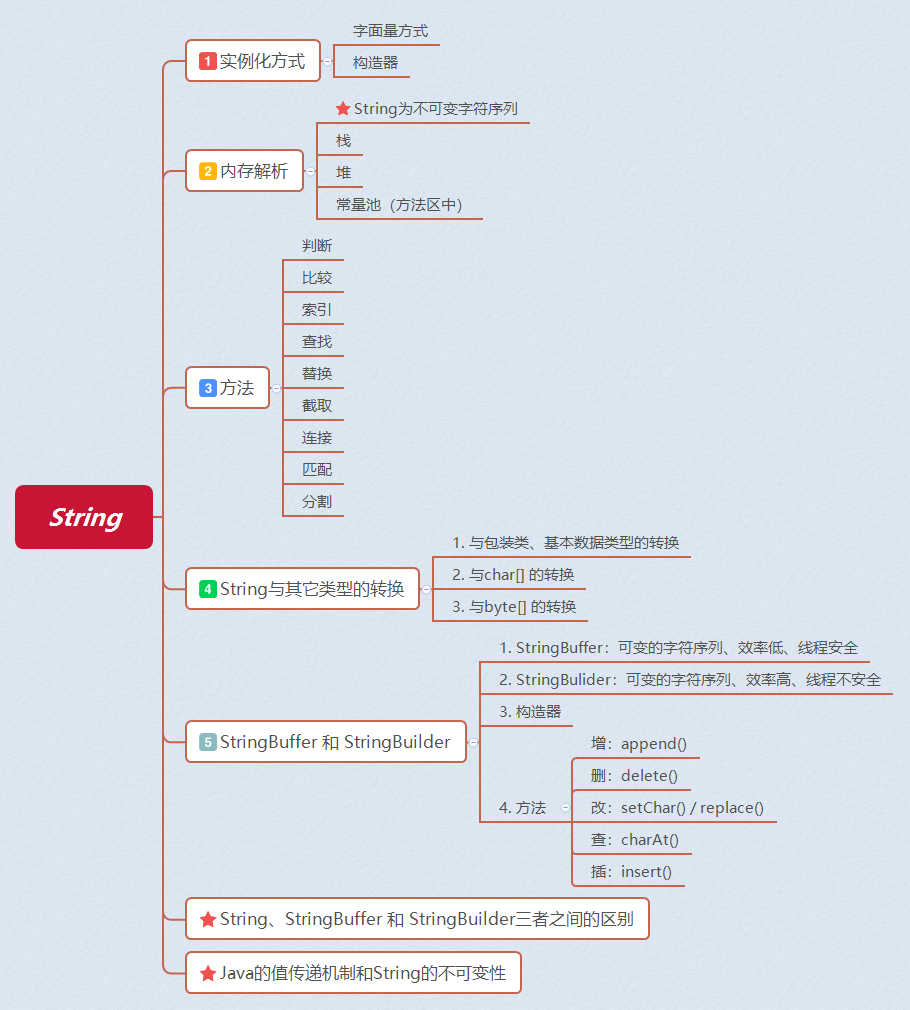 String
1 实例化方式
字面量方式
构造器
2 内存解析
String为不可变字符序列
栈
堆
常量池（方法区中）
3 方法
判断
比较
索引
查找
替换
截取
连接
匹配
分割
4 String与其它类型的转换
1. 与包装类、基本数据类型的转换
2. 与char[] 的转换
3. 与byte[] 的转换
5 StringBuffer 和 StringBuilder
1. StringBuffer：可变的字符序列、效率低、线程安全
2. StringBulider：可变的字符序列、效率高、线程不安全
3. 构造器
4. 方法
增：append()
删：delete()
改：setChar() / replace()
查：charAt()
插：insert()
String、StringBuffer 和 StringBuilder三者之间的区别
Java的值传递机制和String的不可变性